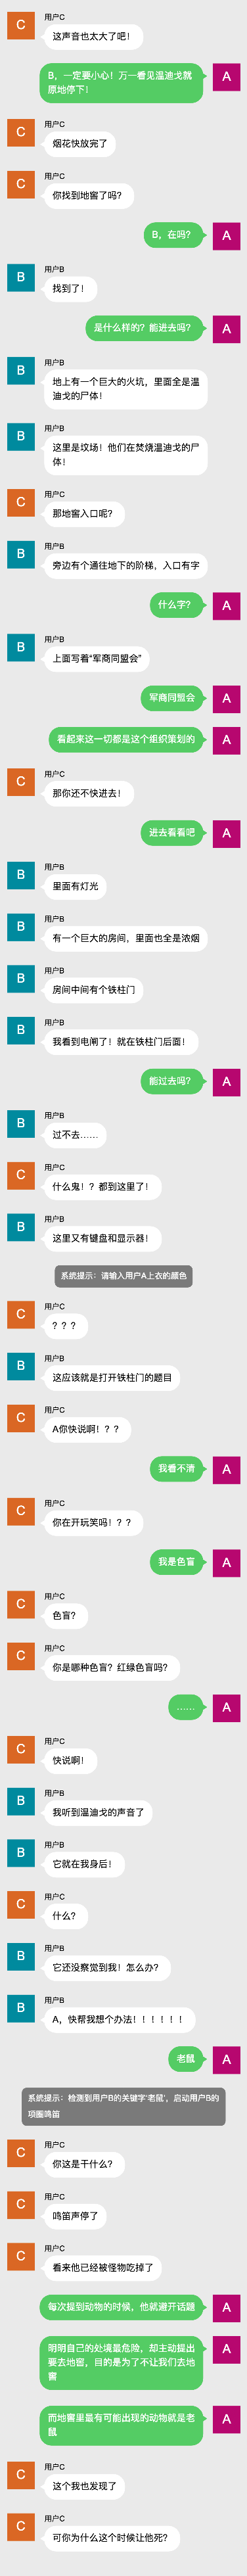 用户C
C
这声音也太大了吧！
B，一定要小心！万一看见温迪戈就
原地停下！
A
用户C
C
烟花快放完了
用户C
C
你找到地窖了吗？
B，在吗？
A
用户B
B
找到了！
是什么样的？能进去吗？
A
用户B
B
地上有一个巨大的火坑，里面全是温
迪戈的尸体！
用户B
B
这里是坟场！他们在焚烧温迪戈的尸
体！
用户C
C
那地窖入口呢？
用户B
B
旁边有个通往地下的阶梯，入口有字
什么字？
A
用户B
B
上面写着“军商同盟会”
军商同盟会
A
看起来这一切都是这个组织策划的
A
用户C
C
那你还不快进去！
进去看看吧
A
用户B
B
里面有灯光
用户B
B
有一个巨大的房间，里面也全是浓烟
用户B
B
房间中间有个铁柱门
用户B
B
我看到电闸了！就在铁柱门后面！
能过去吗？
A
用户B
B
过不去……
用户C
C
什么鬼！？都到这里了！
用户B
B
这里又有键盘和显示器！
系统提示：请输入用户A上衣的颜色
用户C
C
？？？
用户B
B
这应该就是打开铁柱门的题目
用户C
C
A你快说啊！？？
我看不清
A
用户C
C
你在开玩笑吗！？？
我是色盲
A
用户C
C
色盲？
用户C
C
你是哪种色盲？红绿色盲吗？
……
A
用户C
C
快说啊！
用户B
B
我听到温迪戈的声音了
用户B
B
它就在我身后！
用户C
C
什么？
用户B
B
它还没察觉到我！怎么办？
用户B
B
A，快帮我想个办法！！！！！！
老鼠
A
系统提示：检测到用户B的关键字‘老鼠’，启动用户B的
项圈鸣笛
用户C
C
你这是干什么？
用户C
C
鸣笛声停了
用户C
C
看来他已经被怪物吃掉了
每次提到动物的时候，他就避开话题
A
明明自己的处境最危险，却主动提出
要去地窖，目的是为了不让我们去地
窖
A
而地窖里最有可能出现的动物就是老
鼠
A
用户C
C
这个我也发现了
用户C
C
可你为什么这个时候让他死？